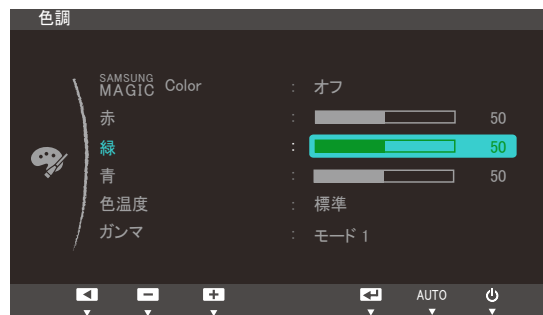 色調
SAMSUNG MAGIC Color : オフ
赤 : 50
緑 : 50
青 : 50
色温度 : 標準
ガンマ : モード 1
AUTO